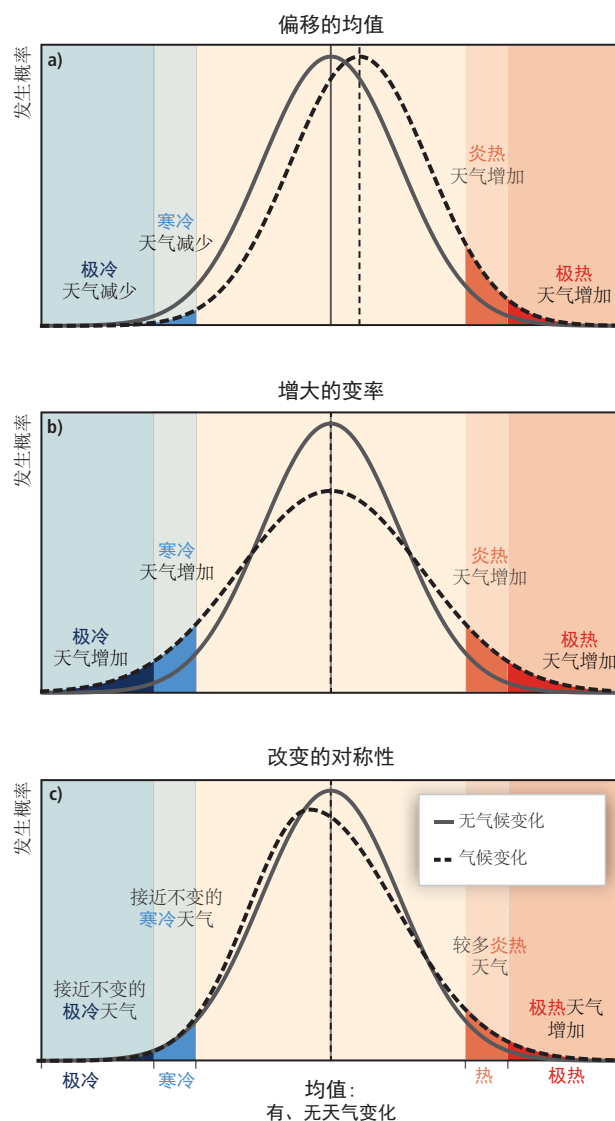 偏移的均值
a)
发生概率
炎热
天气增加
寒冷
天气减少
极冷
天气减少
极热
天气增加
增大的变率
b)
发生概率
寒冷
天气增加
炎热
天气增加
极冷
天气增加
极热
天气增加
改变的对称性
c)
发生概率
无气候变化
气候变化
接近不变的
寒冷天气
较多炎热
天气
接近不变的
极冷天气
极热天气
增加
极冷
寒冷
热
极热
均值:
有、无天气变化